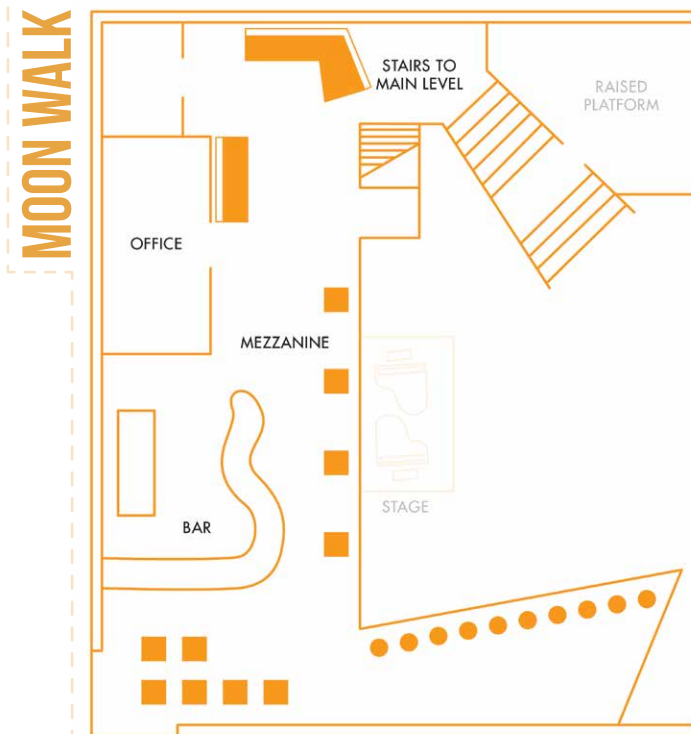 MOON WALK
STAIRS TO
MAIN LEVEL
RAISED
PLATFORM
OFFICE
MEZZANINE
STAGE
BAR